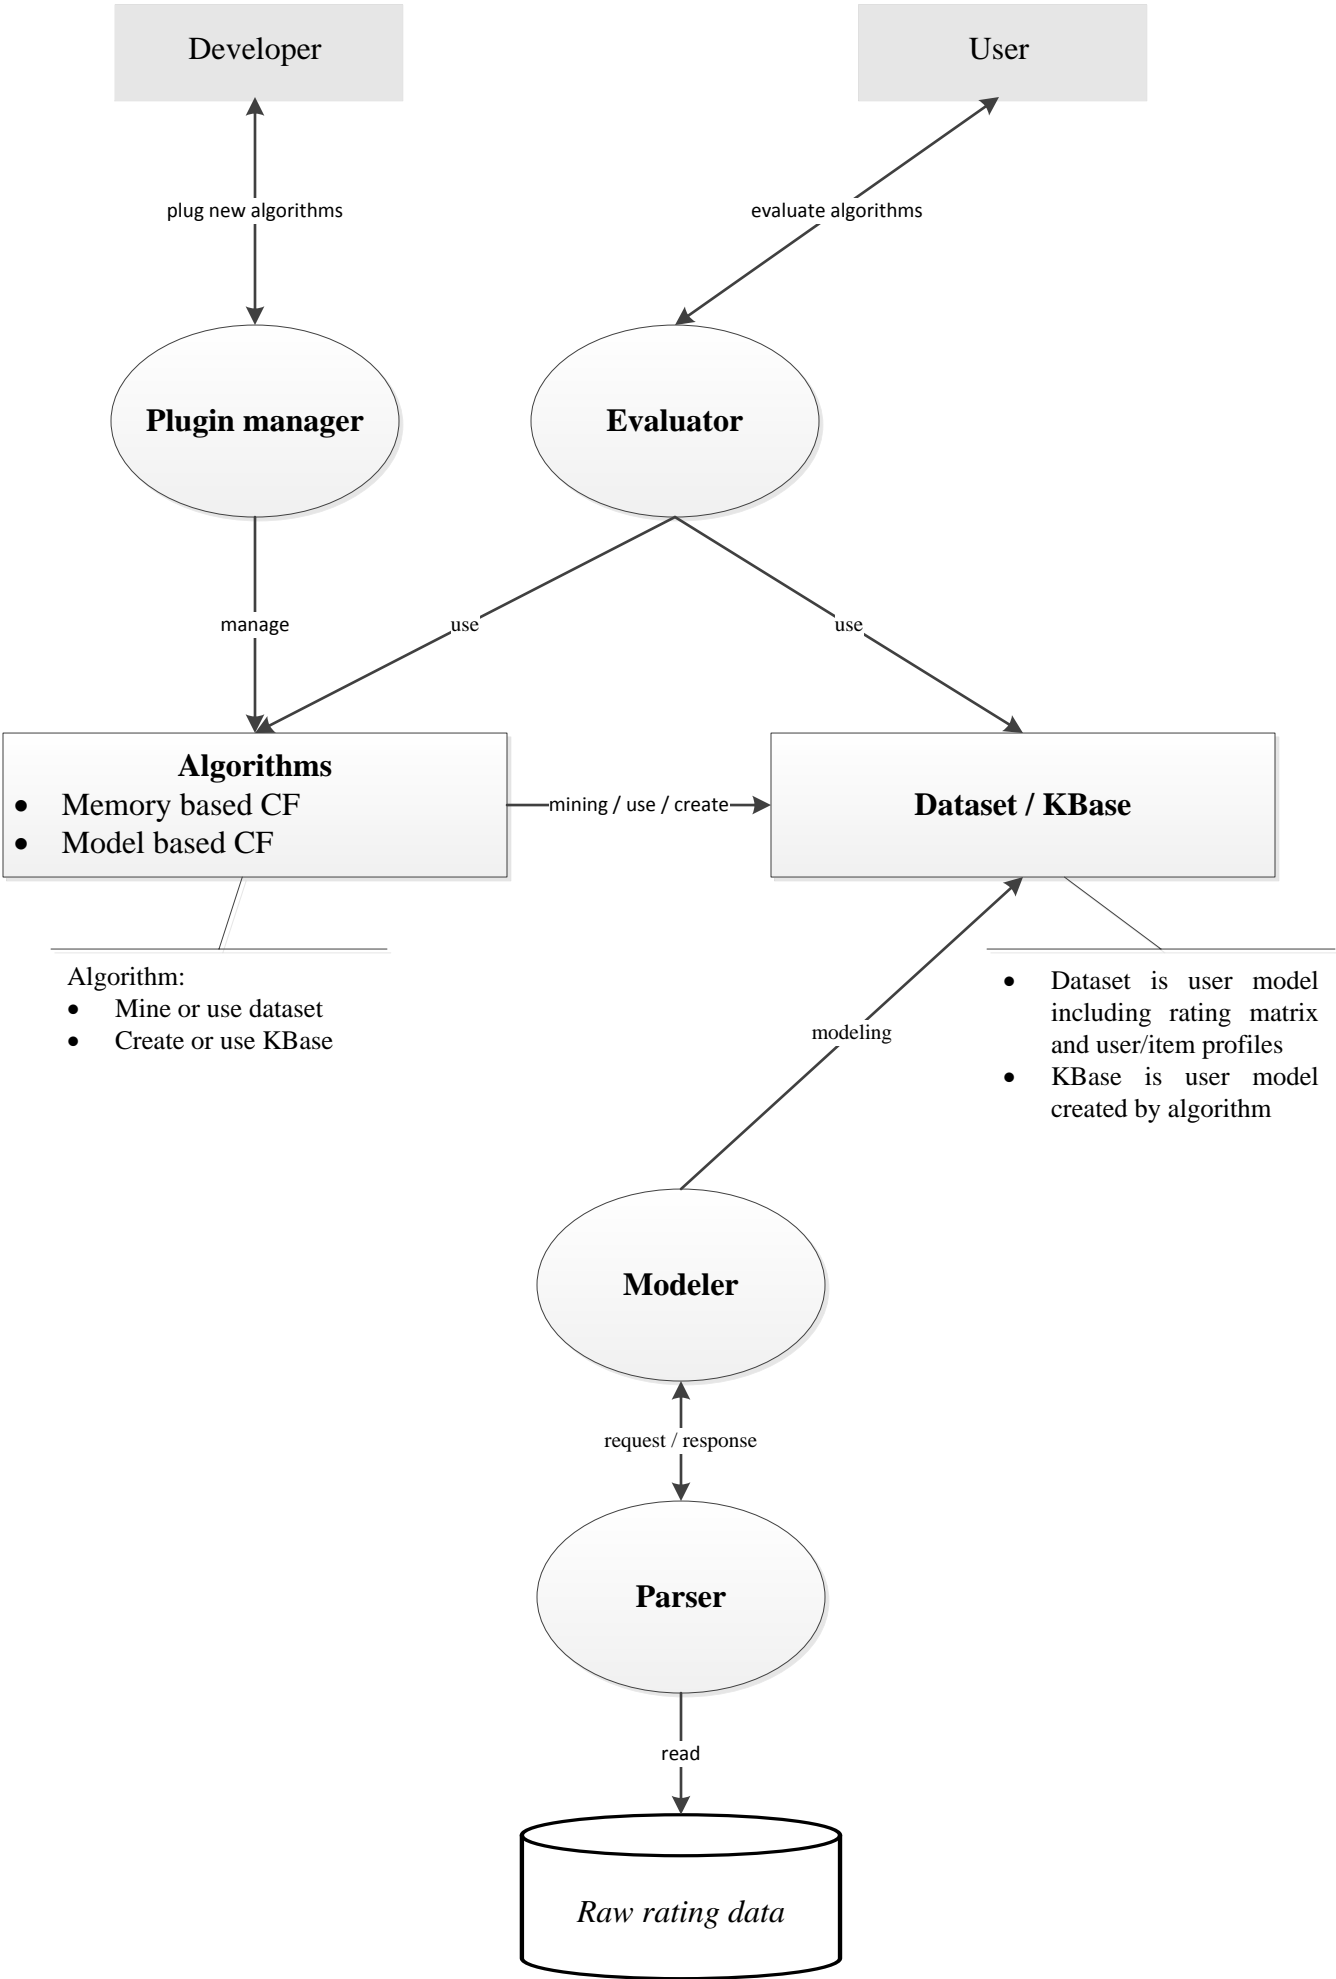 Developer
User
plug new algorithms
evaluate algorithms
Plugin manager
Evaluator
manage
use
use
Algorithms
• Memory based CF
• Model based CF
mining / use / create
Dataset / KBase
Algorithm:
• Mine or use dataset
• Create or use KBase
• Dataset is user model
including rating matrix
and user/item profiles
• KBase is user model
created by algorithm
modeling
Modeler
request / response
Parser
read
Raw rating data